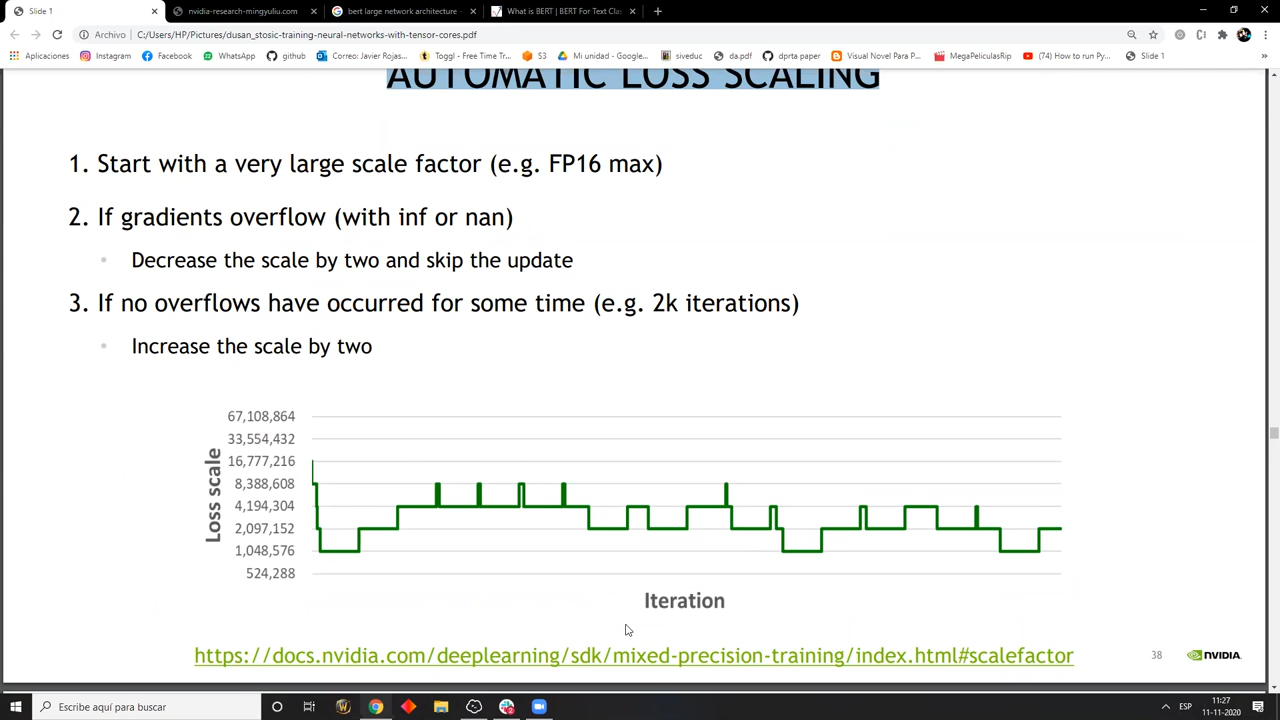 Slide 1
nvidia-research-mingyuliu.com
bert large network architecture -
What is BERT | BERT For Text Clas
Archivo
C:/Users/HP/Pictures/dusan_stosic-training-neural-networks-with-tensor-cores.pdf
Aplicaciones
Instagram
Facebook
WhatsApp
github
Correo: Javier Rojas...
Toggl - Free Time Tr...
S3
Mi unidad - Google...
siveduc
da.pdf
dprta paper
Visual Novel Para P...
MegaPeliculasRip
(74) How to run Py...
Slide 1
»
AUTOMATIC LOSS SCALING
1. Start with a very large scale factor (e.g. FP16 max)
2. If gradients overflow (with inf or nan)
• Decrease the scale by two and skip the update
3. If no overflows have occurred for some time (e.g. 2k iterations)
• Increase the scale by two
Loss scale
67,108,864
33,554,432
16,777,216
8,388,608
4,194,304
2,097,152
1,048,576
524,288
Iteration
https://docs.nvidia.com/deeplearning/sdk/mixed-precision-training/index.html#scalefactor
38
NVIDIA.
Escribe aquí para buscar
ESP
11:27
11-11-2020